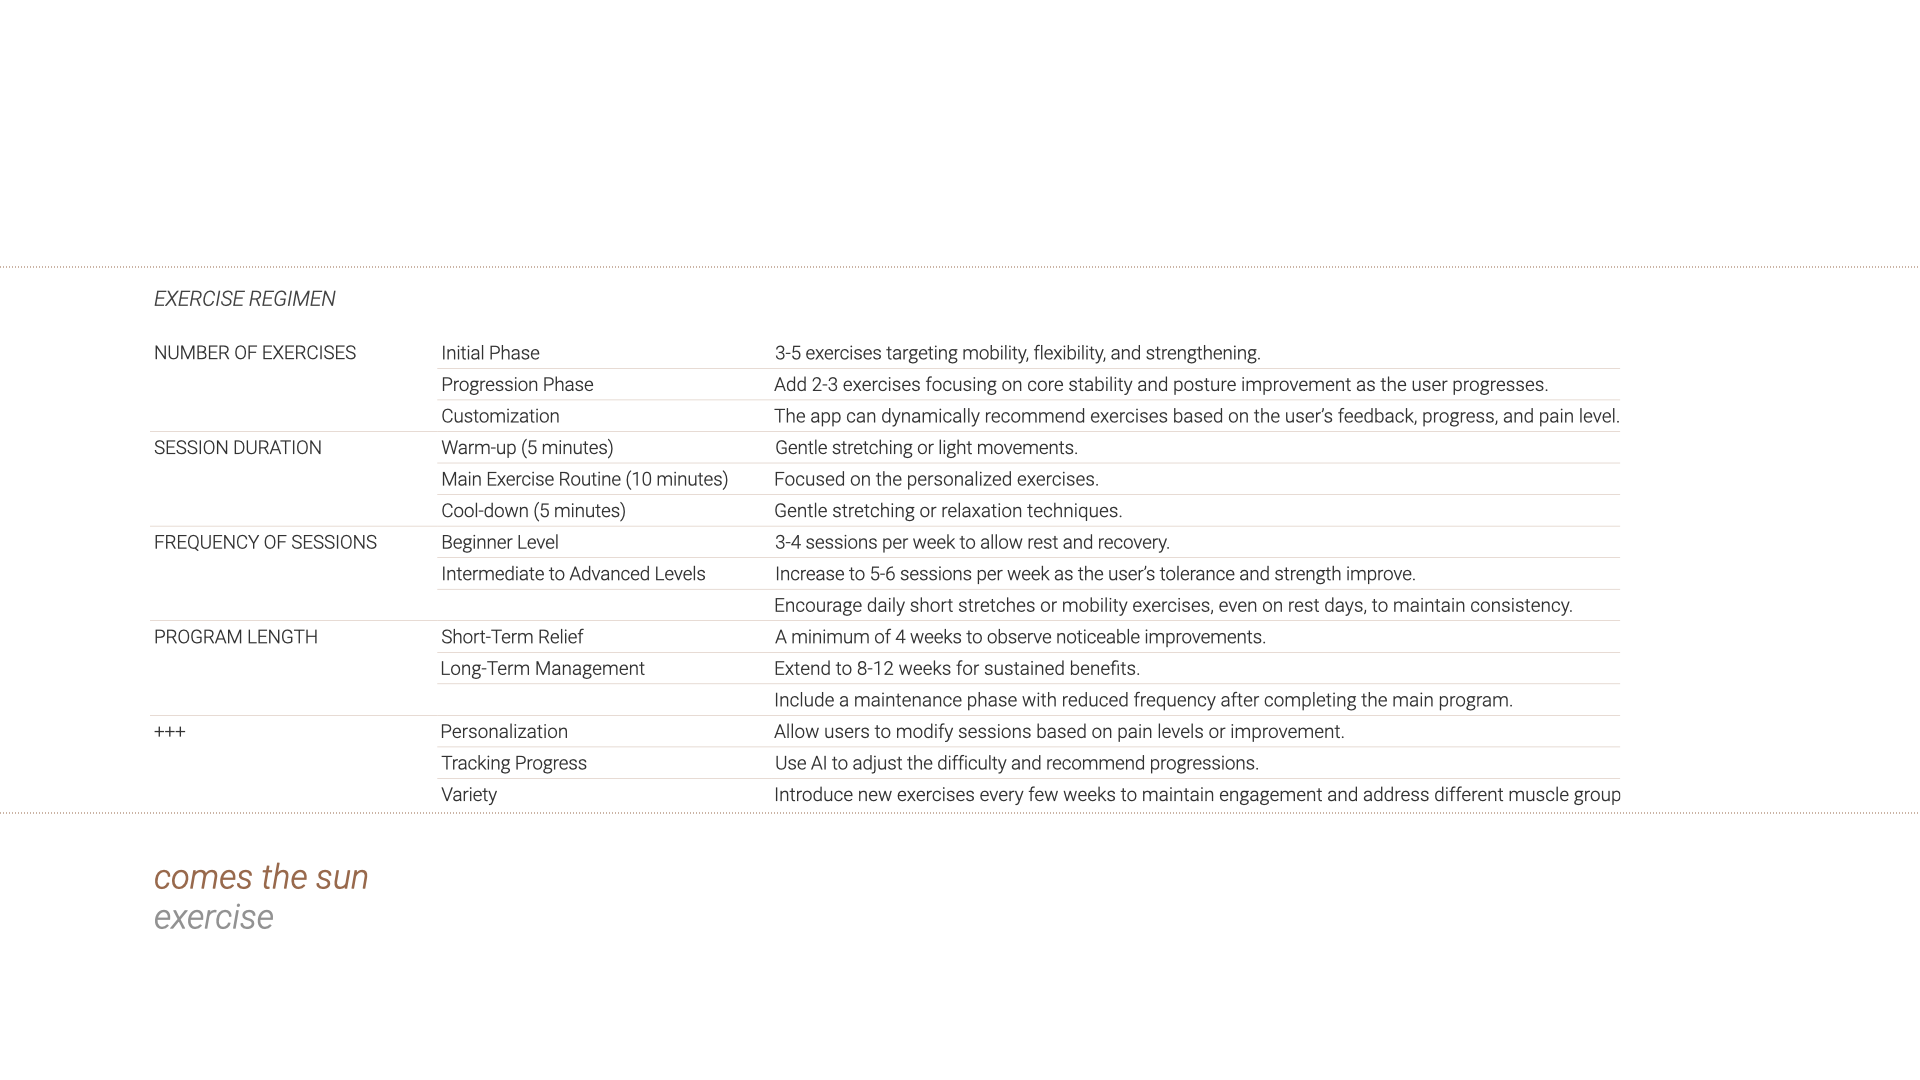 EXERCISE REGIMEN
NUMBER OF EXERCISES Initial Phase 3-5 exercises targeting mobility, flexibility, and strengthening.
Progression Phase Add 2-3 exercises focusing on core stability and posture improvement as the user progresses.
Customization The app can dynamically recommend exercises based on the user’s feedback, progress, and pain level.
SESSION DURATION Warm-up (5 minutes) Gentle stretching or light movements.
Main Exercise Routine (10 minutes) Focused on the personalized exercises.
Cool-down (5 minutes) Gentle stretching or relaxation techniques.
FREQUENCY OF SESSIONS Beginner Level 3-4 sessions per week to allow rest and recovery.
Intermediate to Advanced Levels Increase to 5-6 sessions per week as the user’s tolerance and strength improve.
Encourage daily short stretches or mobility exercises, even on rest days, to maintain consistency.
PROGRAM LENGTH Short-Term Relief A minimum of 4 weeks to observe noticeable improvements.
Long-Term Management Extend to 8-12 weeks for sustained benefits.
Include a maintenance phase with reduced frequency after completing the main program.
+++ Personalization Allow users to modify sessions based on pain levels or improvement.
Tracking Progress Use AI to adjust the difficulty and recommend progressions.
Variety Introduce new exercises every few weeks to maintain engagement and address different muscle group
comes the sun
exercise